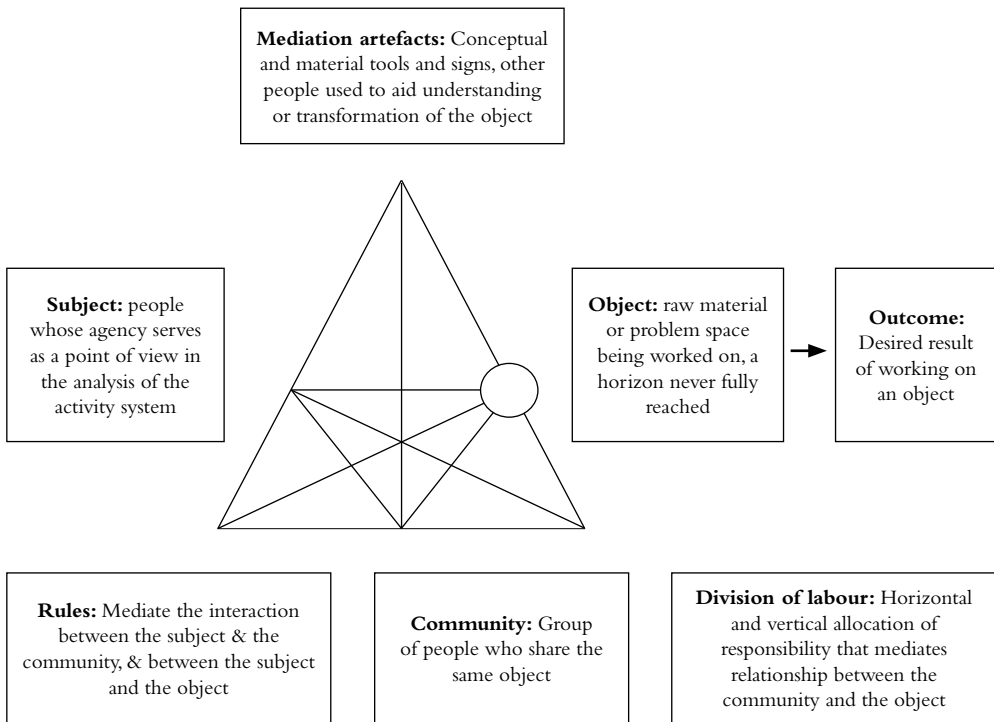 Mediation artefacts: Conceptual
and material tools and signs, other
people used to aid understanding
or transformation of the object
Subject: people
whose agency serves
as a point of view in
the analysis of the
activity system
Object: raw material
or problem space
being worked on, a
horizon never fully
reached
Outcome:
Desired result
of working on
an object
Rules: Mediate the interaction
between the subject & the
community, & between the subject
and the object
Community: Group
of people who share the
same object
Division of labour: Horizontal
and vertical allocation of
responsibility that mediates
relationship between the
community and the object